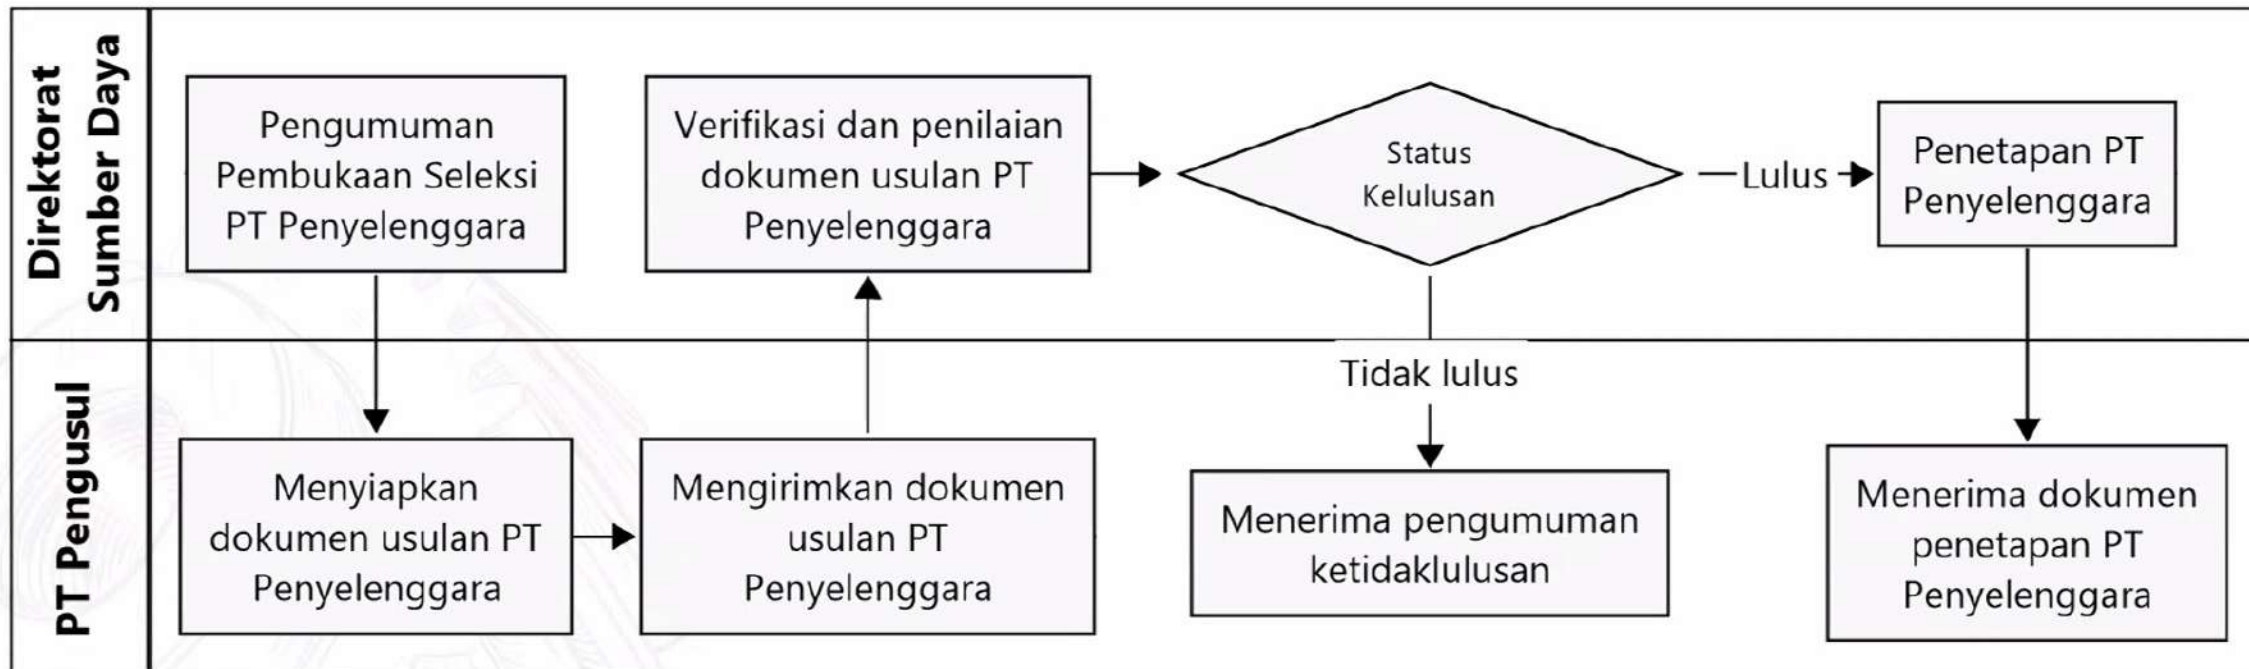 Direktorat
Sumber Daya
Pengumuman
Pembukaan Seleksi
PT Penyelenggara
Verifikasi dan penilaian
dokumen usulan PT
Penyelenggara
Status
Kelulusan
Lulus
Penetapan PT
Penyelenggara
PT Pengusul
Menyiapkan
dokumen usulan PT
Penyelenggara
Mengirimkan dokumen
usulan PT
Penyelenggara
Tidak lulus
Menerima pengumuman
ketidaklulusan
Menerima dokumen
penetapan PT
Penyelenggara